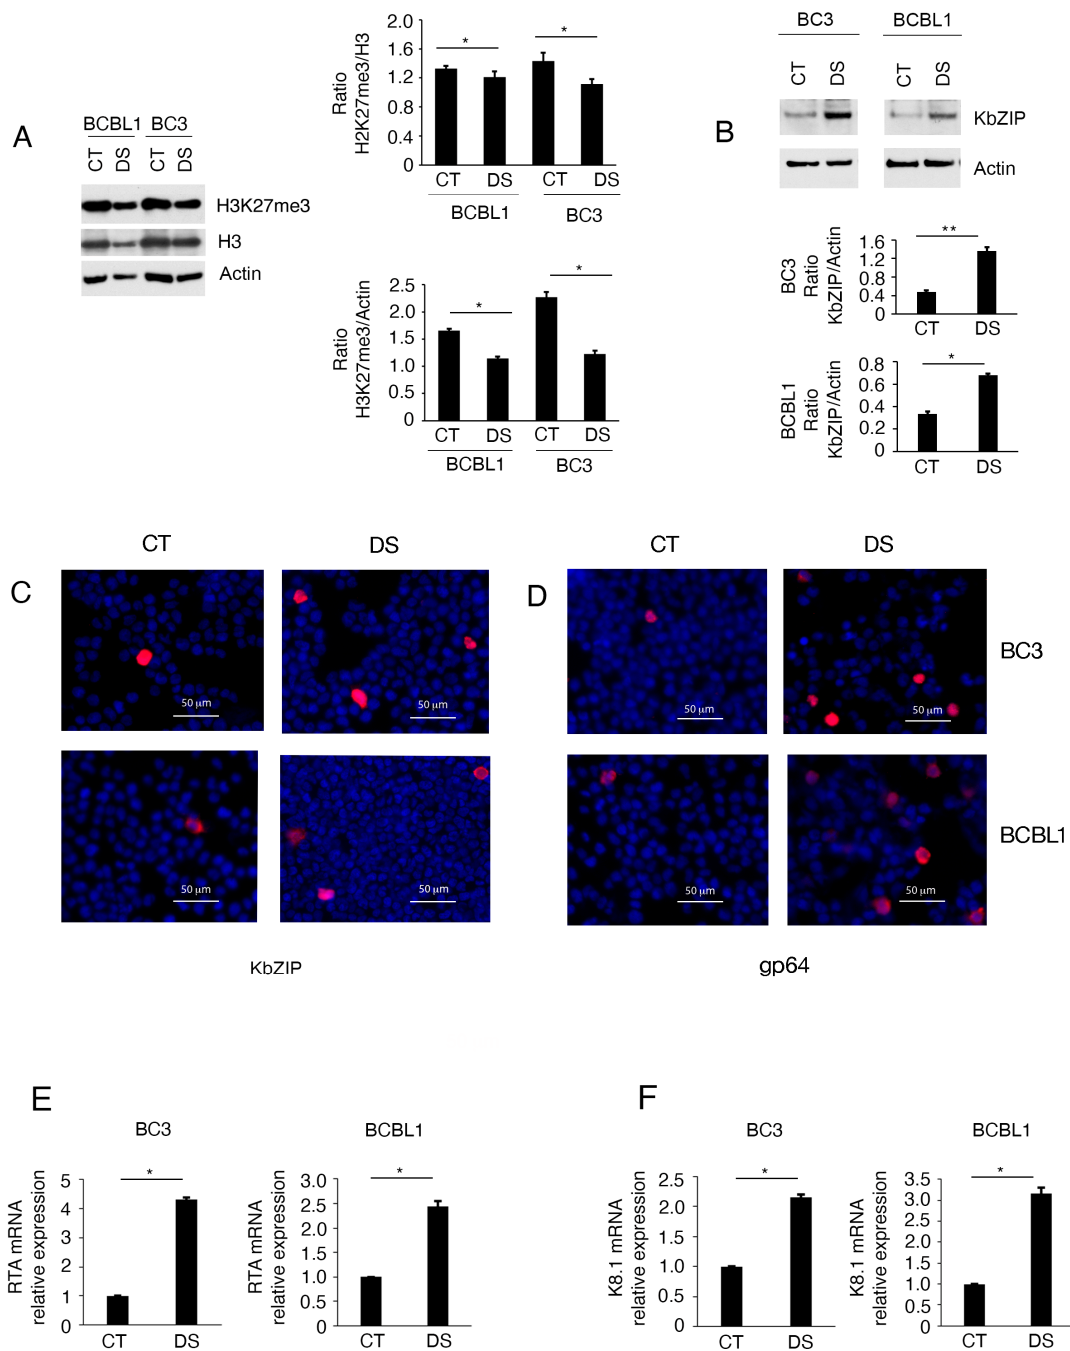 A
BCBL1 BC3
CT DS CT DS
H3K27me3
H3
Actin
Ratio
H2K27me3/H3
2.0
1.6
1.2
0.8
0.4
0
*
*
CT DS CT DS
BCBL1 BC3
Ratio
H3K27me3/Actin
2.5
2.0
1.5
1.0
0.5
0
*
*
CT DS CT DS
BCBL1 BC3
B
BC3 BCBL1
CT DS CT DS
KbZIP
Actin
BC3
Ratio
KbZIP/Actin
1.6
1.2
0.8
0.4
0
**
CT DS
BCBL1
Ratio
KbZIP/Actin
0.8
0.6
0.4
0.2
0
*
CT DS
C
CT DS
50 µm
50 µm
50 µm
50 µm
KbZIP
D
CT DS
50 µm
50 µm
BC3
50 µm
50 µm
BCBL1
gp64
E
BC3
RTA mRNA
relative expression
5
4
3
2
1
0
*
CT DS
BCBL1
RTA mRNA
relative expression
3.0
2.5
2.0
1.5
1.0
0.5
0
*
CT DS
F
BC3
K8.1 mRNA
relative expression
2.5
2.0
1.5
1.0
0.5
0
*
CT DS
BCBL1
K8.1 mRNA
relative expression
3.5
3.0
2.5
2.0
1.5
1.0
0.5
0
*
CT DS